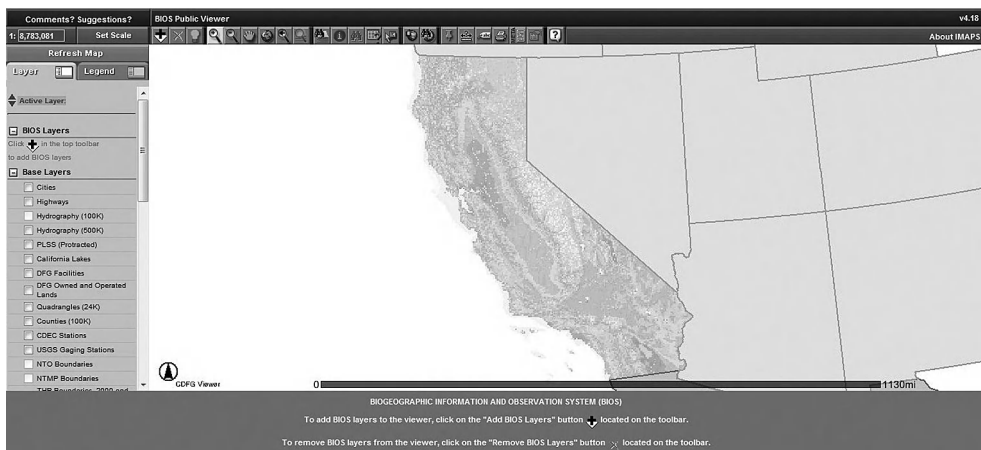 Comments? Suggestions?
BIOS Public Viewer
v4.18
1: 8,783,081
Set Scale
About IMAPS
Refresh Map
Layer
Legend
Active Layer:
BIOS Layers
Click in the top toolbar
to add BIOS layers
Base Layers
Cities
Highways
Hydrography (100K)
Hydrography (500K)
PLSS (Protracted)
California Lakes
DFG Facilities
DFG Owned and Operated
Lands
Quadrangles (24K)
Counties (100K)
CDEC Stations
USGS Gaging Stations
NTO Boundaries
NTMP Boundaries
THP Boundaries, 2000 and
CDFG Viewer
0
1130mi
BIOGEOGRAPHIC INFORMATION AND OBSERVATION SYSTEM (BIOS)
To add BIOS layers to the viewer, click on the "Add BIOS Layers" button located on the toolbar.
To remove BIOS layers from the viewer, click on the "Remove BIOS Layers" button located on the toolbar.